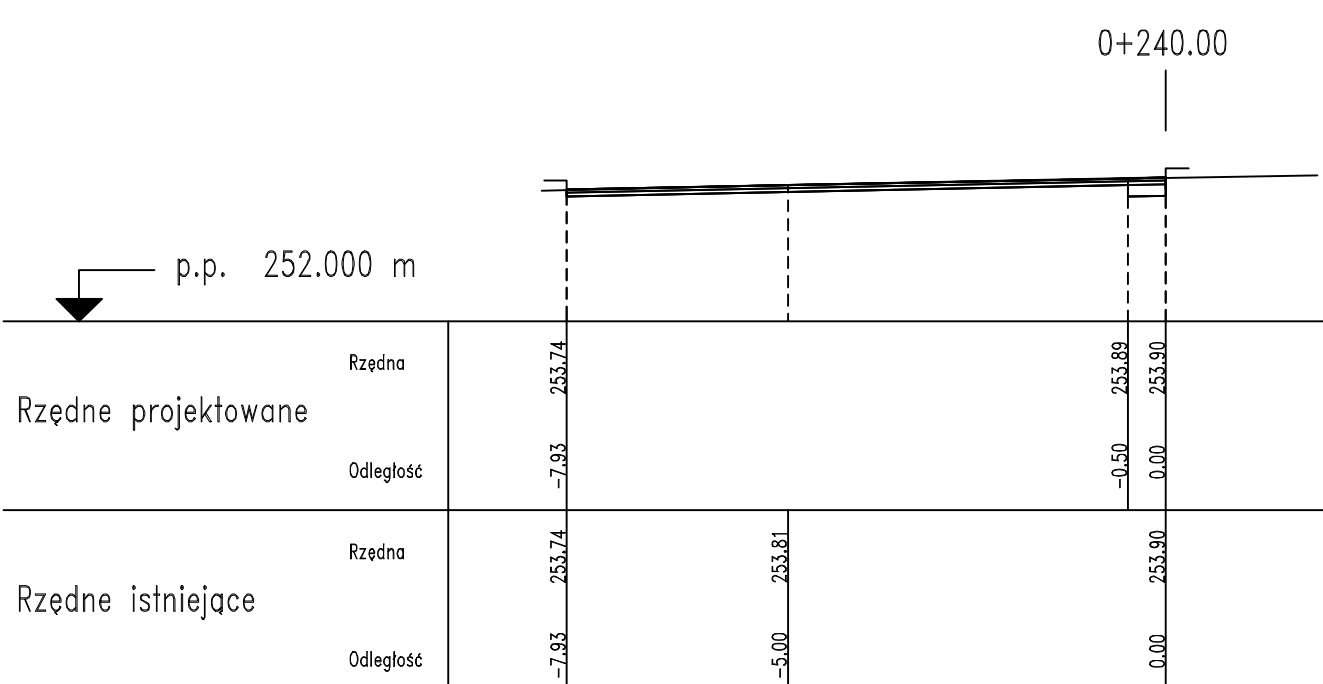 0+240.00
p.p. 252.000 m
Rzędne projektowane
Rzędna
253.74
253.89
253.90
Odległość
-7.93
-0.50
0.00
Rzędne istniejące
Rzędna
253.74
253.81
253.90
Odległość
-7.93
-5.00
0.00